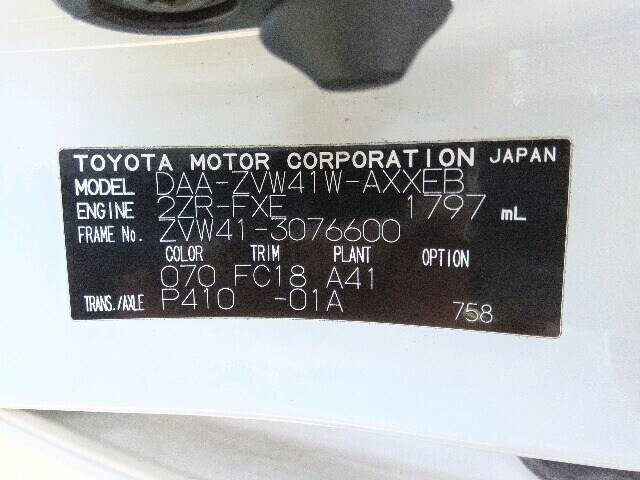 TOYOTA MOTOR CORPORATION JAPAN
MODEL DAA-ZVW41W-AXXEB
ENGINE 2ZR-FXE 1797 mL
FRAME No. ZVW41-3076600
COLOR TRIM PLANT OPTION
070 FC18 A41
TRANS./AXLE P410 -01A
758